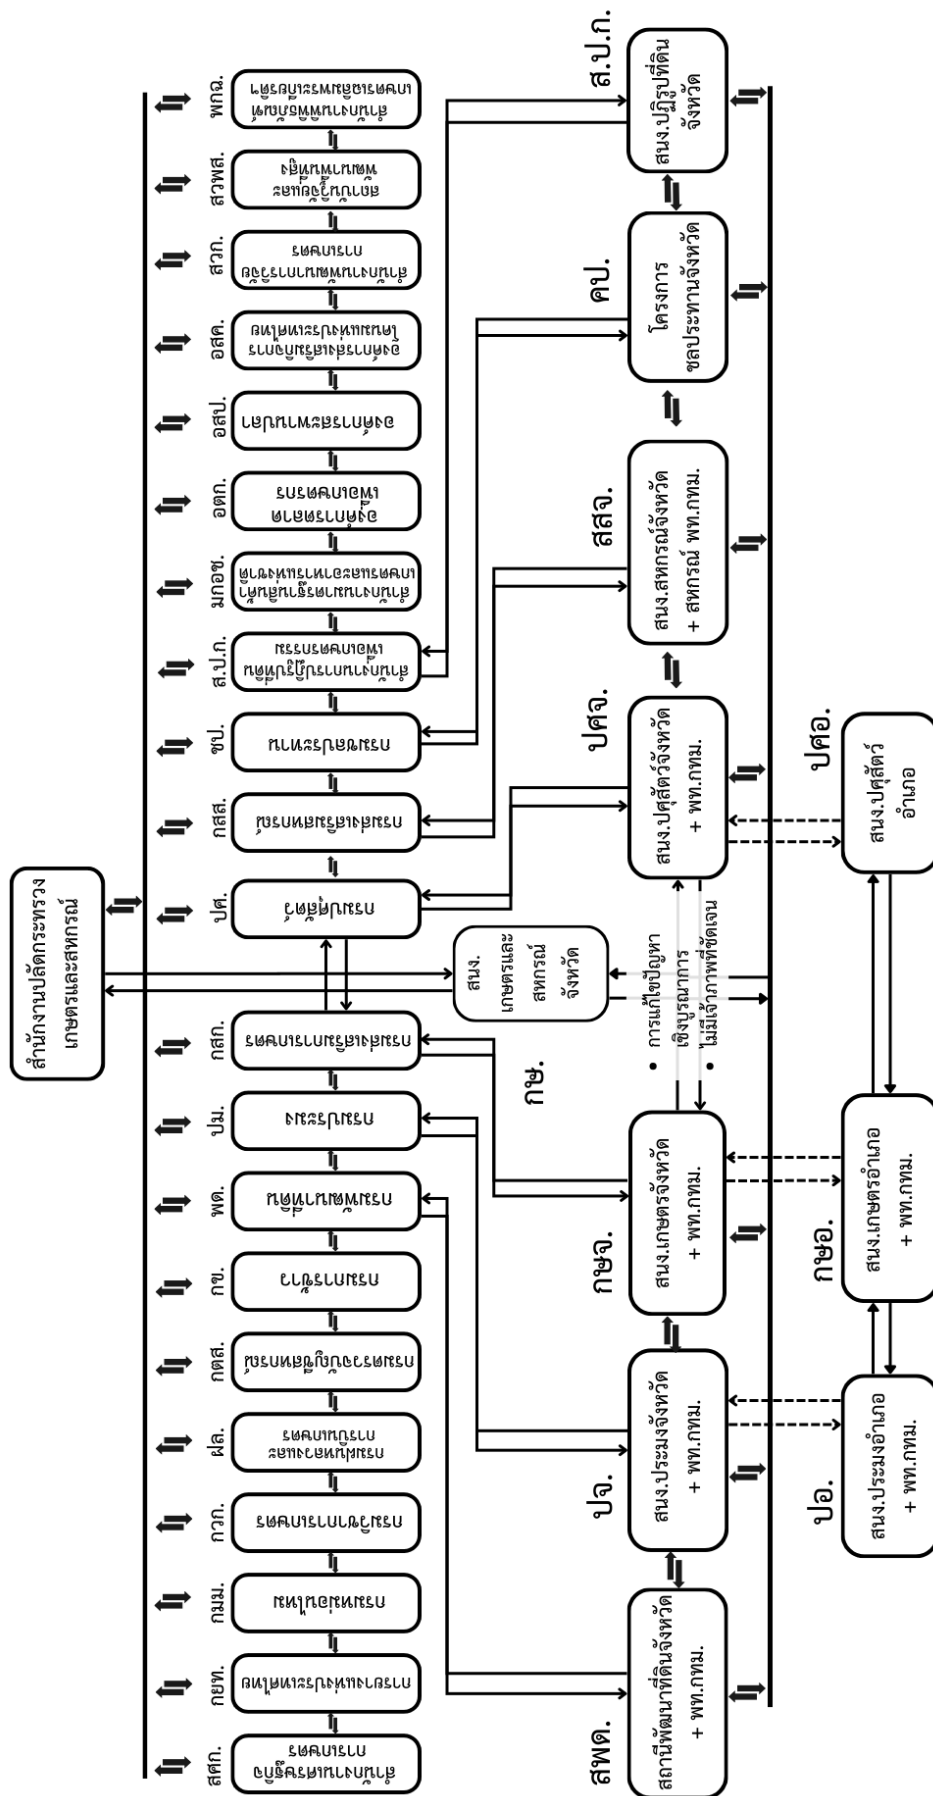 สำนักงานปลัดกระทรวง
เกษตรและสหกรณ์
สศก.
กยท.
กมม.
กวก.
ฝล.
กตส.
กข.
พด.
ปม.
กสก.
ปศ.
กสส.
ชป.
ส.ป.ก.
มกอช.
อตก.
อสป.
อสค.
สวก.
สวพส.
พกฉ.
สำนักงานเศรษฐกิจ
การเกษตร
การยางแห่งประเทศไทย
กรมหม่อนไหม
กรมวิชาการเกษตร
กรมฝนหลวงและ
การบินเกษตร
กรมตรวจบัญชีสหกรณ์
กรมการข้าว
กรมพัฒนาที่ดิน
กรมประมง
กรมส่งเสริมการเกษตร
กรมปศุสัตว์
กรมส่งเสริมสหกรณ์
กรมชลประทาน
สำนักงานการปฏิรูปที่ดิน
เพื่อเกษตรกรรม
สำนักงานมาตรฐานสินค้า
เกษตรและอาหารแห่งชาติ
องค์การตลาด
เพื่อเกษตรกร
องค์การสะพานปลา
องค์การส่งเสริมกิจการ
โคนมแห่งประเทศไทย
สำนักงานพัฒนาการวิจัย
การเกษตร
สถาบันวิจัยและ
พัฒนาพื้นที่สูง
สำนักงานพิพิธภัณฑ์
เกษตรเฉลิมพระเกียรติฯ
กษ.
สนง.
เกษตรและ
สหกรณ์
จังหวัด
สพด.
สถานีพัฒนาที่ดินจังหวัด
+ พท.กทม.
ปจ.
สนง.ประมงจังหวัด
+ พท.กทม.
กษจ.
สนง.เกษตรจังหวัด
+ พท.กทม.
• การแก้ไขปัญหา
เชิงบูรณาการ
• ไม่มีเจ้าภาพที่ชัดเจน
ปศจ.
สนง.ปศุสัตว์จังหวัด
+ พท.กทม.
สสจ.
สนง.สหกรณ์จังหวัด
+ สหกรณ์ พท.กทม.
คป.
โครงการ
ชลประทานจังหวัด
ส.ป.ก.
สนง.ปฏิรูปที่ดิน
จังหวัด
ปอ.
สนง.ประมงอำเภอ
+ พท.กทม.
กษอ.
สนง.เกษตรอำเภอ
+ พท.กทม.
ปศอ.
สนง.ปศุสัตว์
อำเภอ